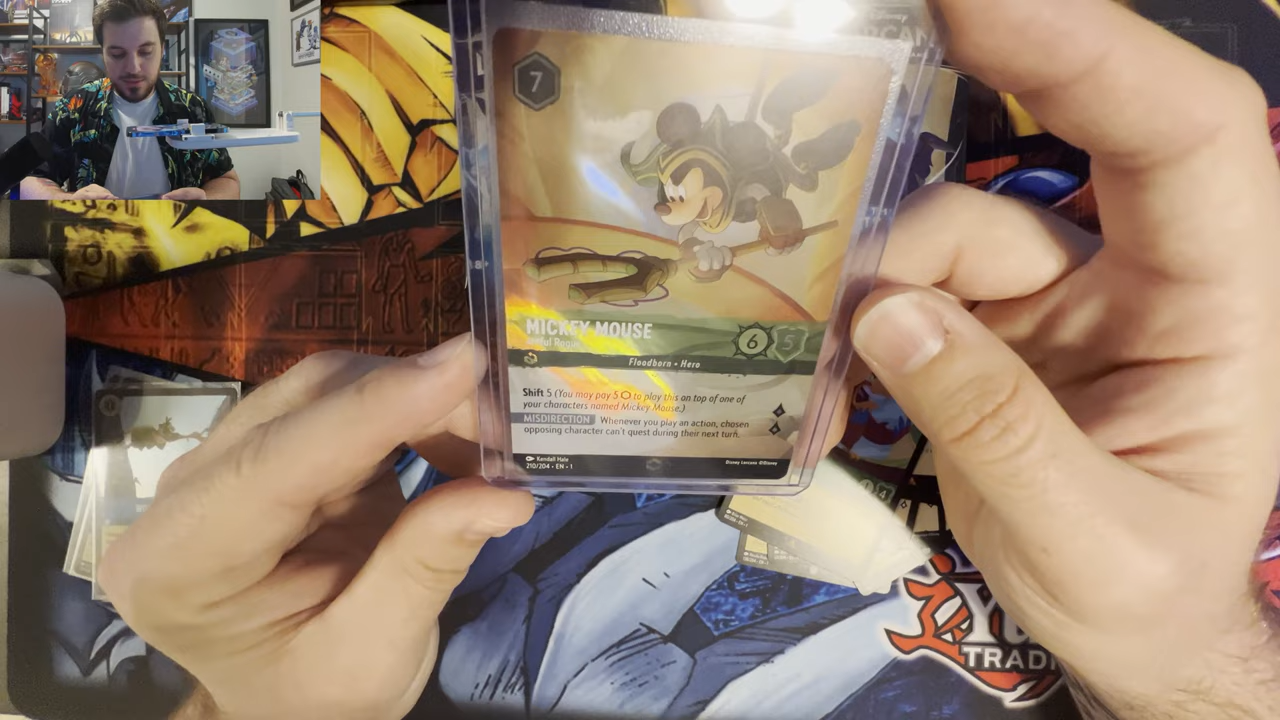 7
MICKEY MOUSE
6 5
Floodborn • Hero
Shift 5 (You may pay 5 to play this on top of one of
your characters named Mickey Mouse.)
MISDIRECTION Whenever you play an action, chosen
opposing character can't quest during their next turn.
Kendall Hale
210/204 • EN • 1
Disney Lorcana ©Disney
TRADI